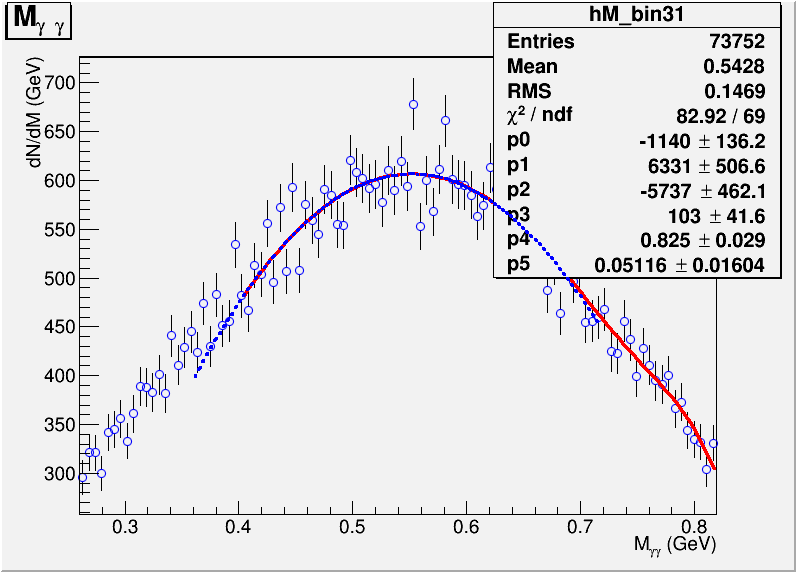 M γ γ
hM_bin31
Entries 73752
Mean 0.5428
RMS 0.1469
χ² / ndf 82.92 / 69
p0 -1140 ± 136.2
p1 6331 ± 506.6
p2 -5737 ± 462.1
p3 103 ± 41.6
p4 0.825 ± 0.029
p5 0.05116 ± 0.01604
dN/dM (GeV)
700
650
600
550
500
450
400
350
300
0.3 0.4 0.5 0.6 0.7 0.8
Mγγ (GeV)